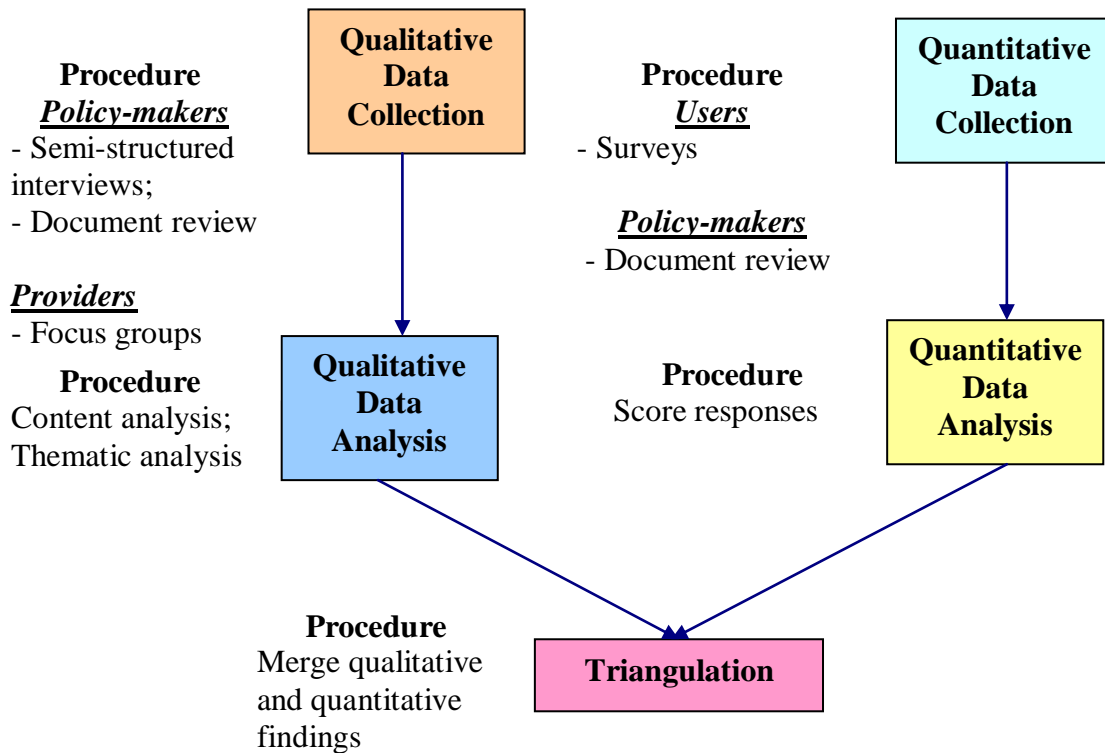 Qualitative
Data
Collection
Procedure
Policy-makers
- Semi-structured
interviews;
- Document review
Providers
- Focus groups
Quantitative
Data
Collection
Procedure
Users
- Surveys
Policy-makers
- Document review
Procedure
Content analysis;
Thematic analysis
Qualitative
Data
Analysis
Procedure
Score responses
Quantitative
Data
Analysis
Procedure
Merge qualitative
and quantitative
findings
Triangulation